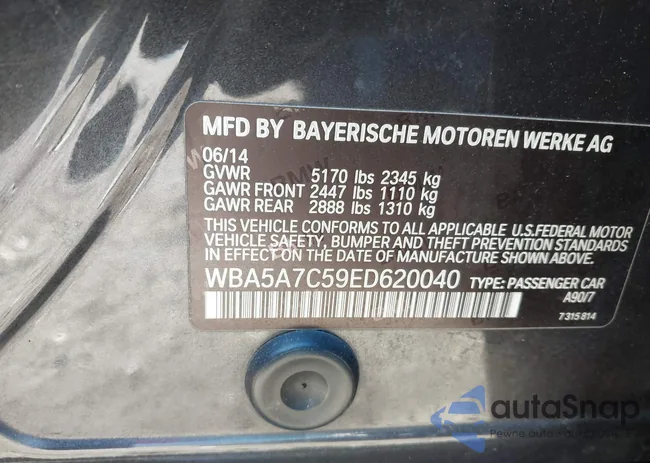 MFD BY BAYERISCHE MOTOREN WERKE AG
06/14
GVWR 5170 lbs 2345 kg
GAWR FRONT 2447 lbs 1110 kg
GAWR REAR 2888 lbs 1310 kg
THIS VEHICLE CONFORMS TO ALL APPLICABLE U.S.FEDERAL MOTOR
VEHICLE SAFETY, BUMPER AND THEFT PREVENTION STANDARDS
IN EFFECT ON THE DATE OF MANUFACTURE SHOWN ABOVE.
WBA5A7C59ED620040 TYPE: PASSENGER CAR
A90/7
7315814
autoSnap